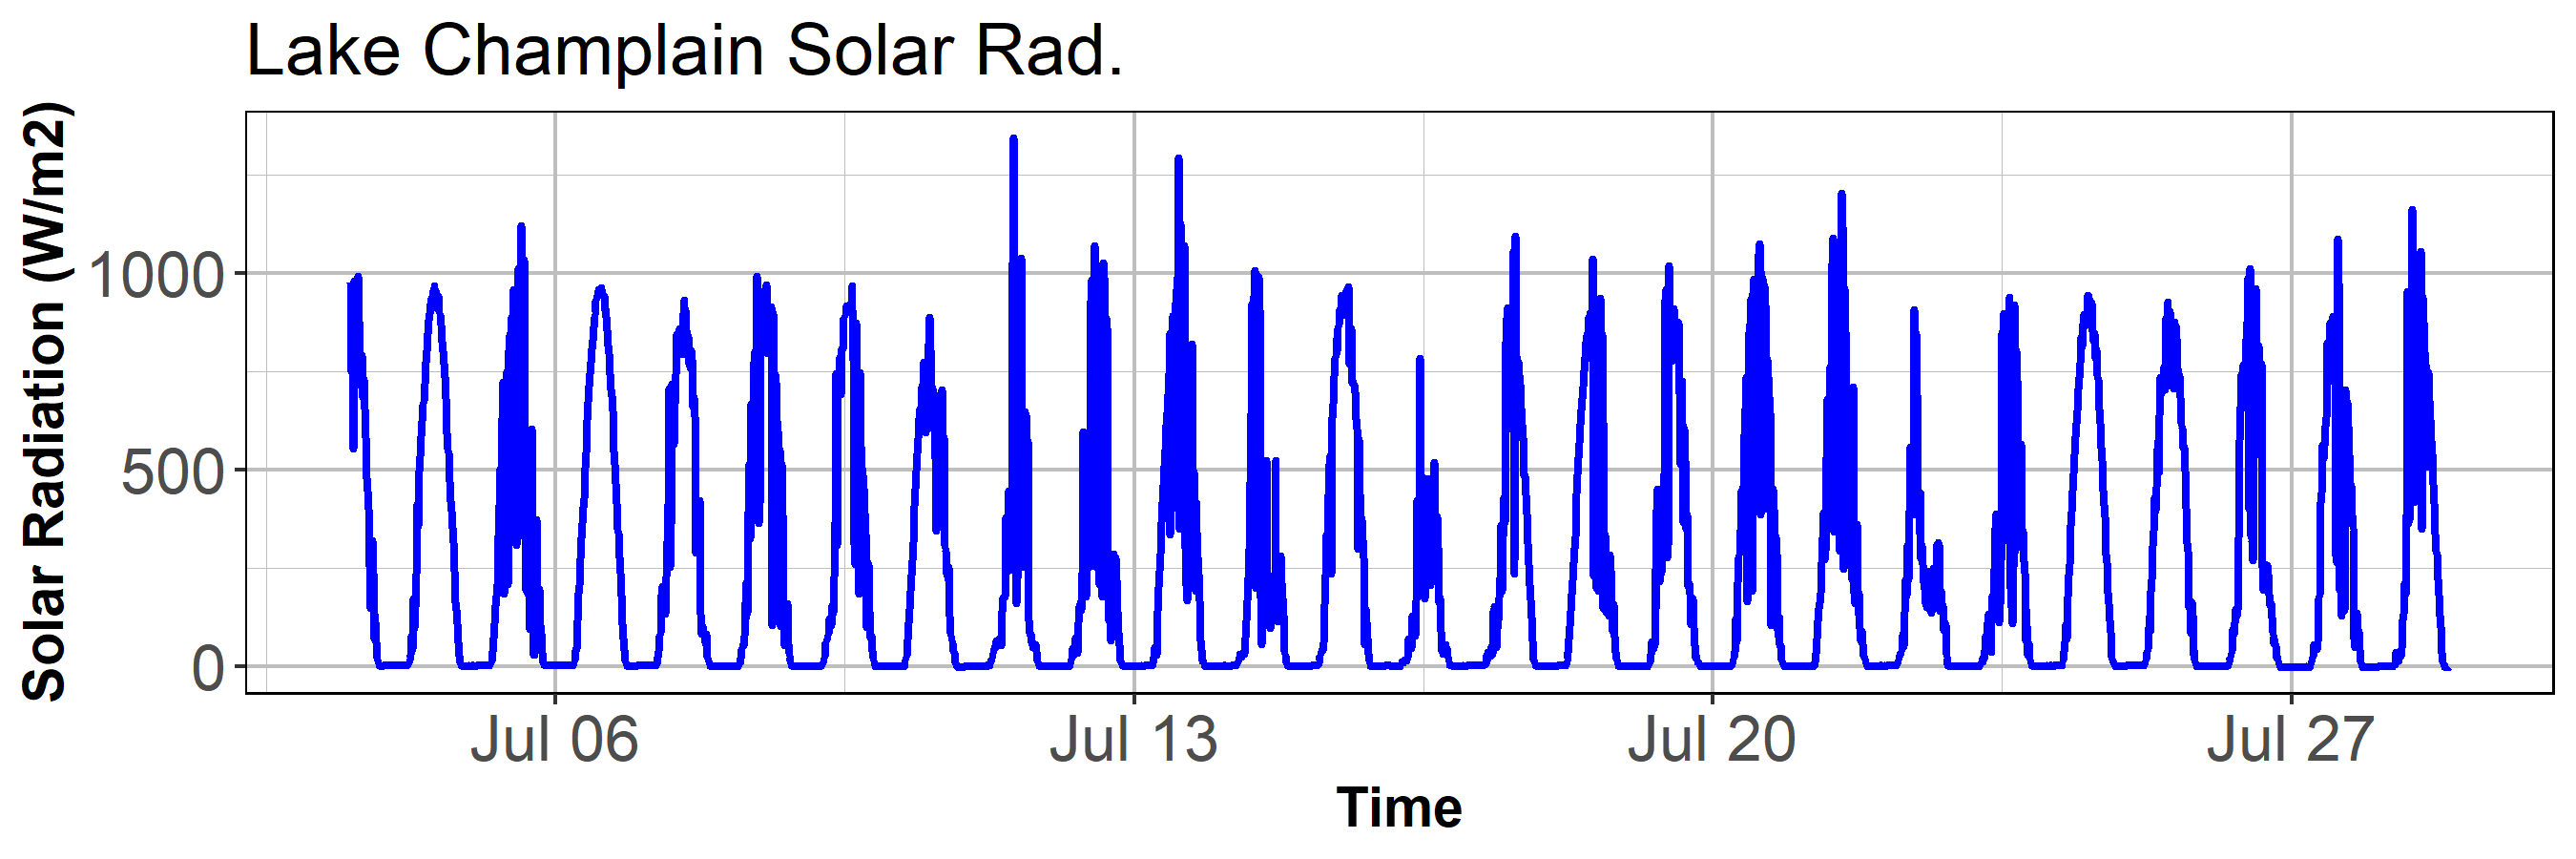 Lake Champlain Solar Rad.
Solar Radiation (W/m2)
1000
500
0
Jul 06
Jul 13
Jul 20
Jul 27
Time